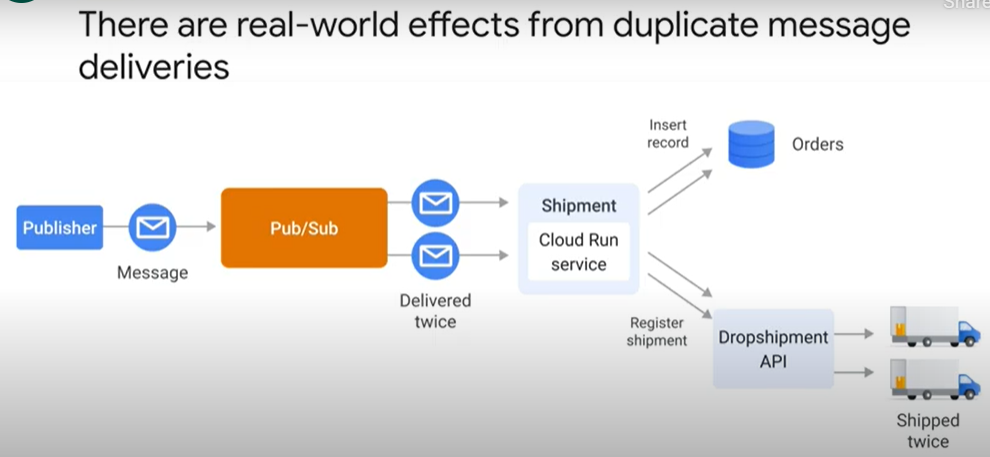 Share
There are real-world effects from duplicate message
deliveries
Insert
record
Orders
Publisher
Message
Pub/Sub
Delivered
twice
Shipment
Cloud Run
service
Register
shipment
Dropshipment
API
Shipped
twice